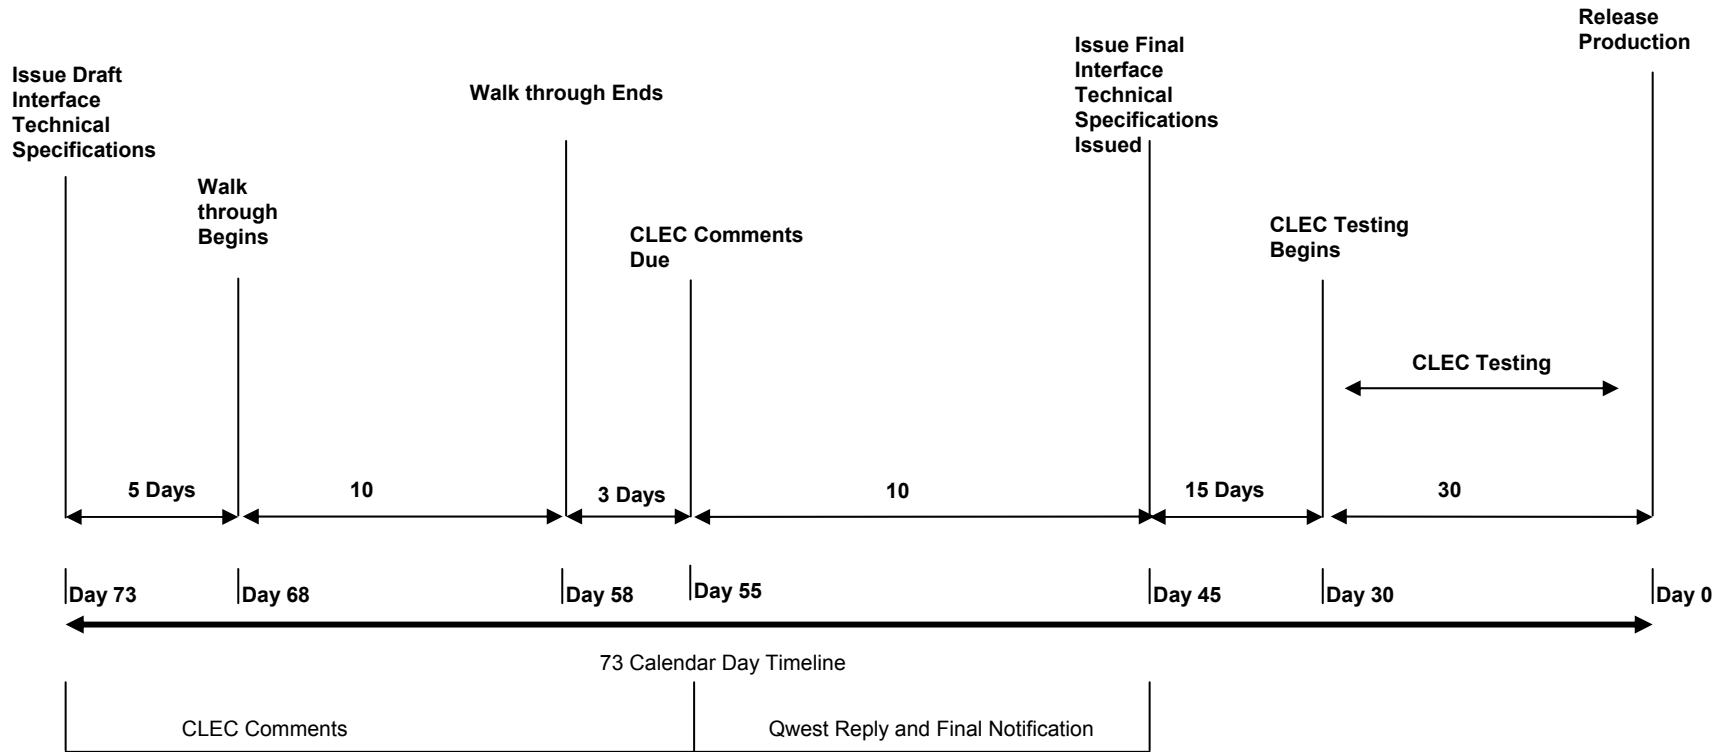 Release
Production
Issue Final
Interface
Technical
Specifications
Issued
Issue Draft
Interface
Technical
Specifications
Walk through Ends
Walk
through
Begins
CLEC Comments
Due
CLEC Testing
Begins
CLEC Testing
5 Days
10
3 Days
10
15 Days
30
Day 73
Day 68
Day 58
Day 55
Day 45
Day 30
Day 0
73 Calendar Day Timeline
CLEC Comments
Qwest Reply and Final Notification